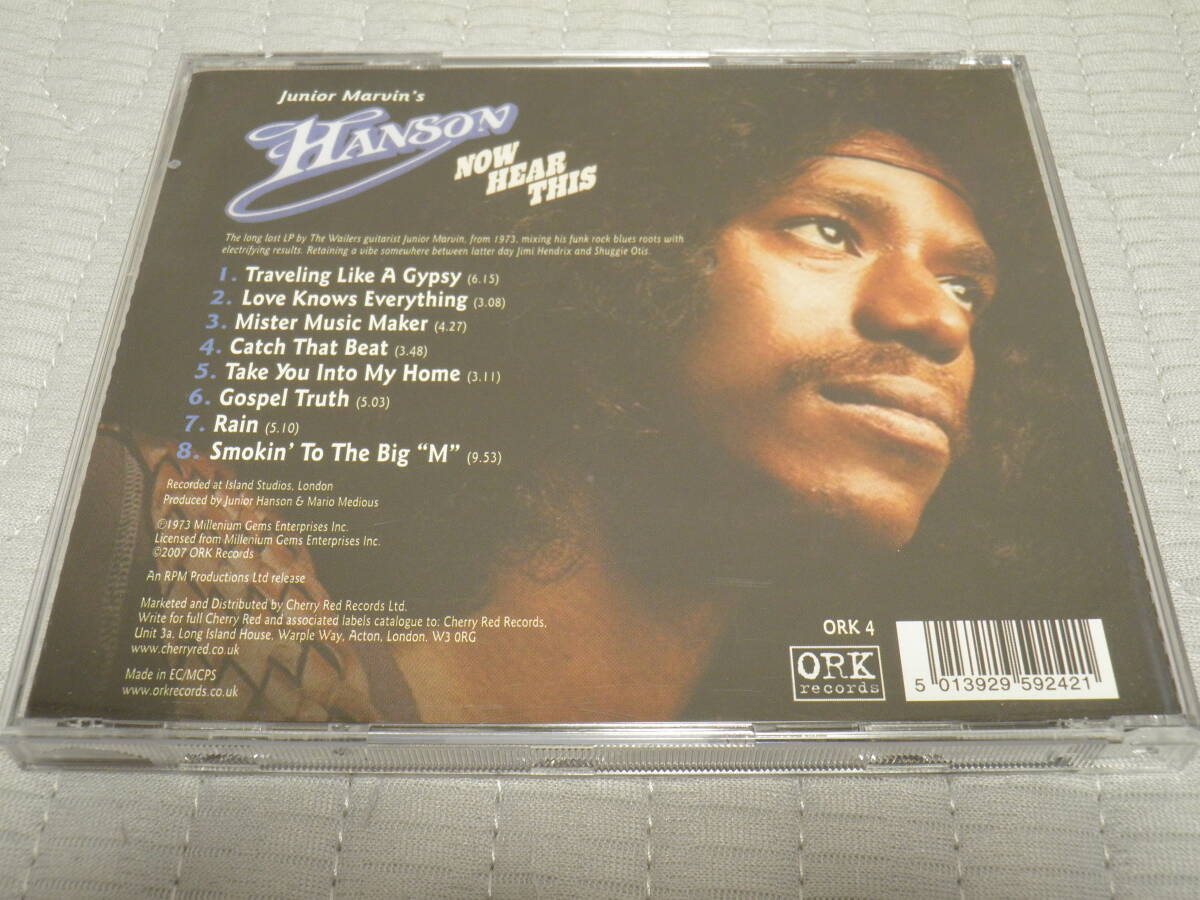 Junior Marvin's
HANSON
NOW
HEAR
THIS
The long lost LP by The Wailers guitarist Junior Marvin, from 1973, mixing his funk rock blues roots with
electrifying results. Retaining a vibe somewhere between latter day Jimi Hendrix and Shuggie Otis.
1. Traveling Like A Gypsy (6.15)
2. Love Knows Everything (3.08)
3. Mister Music Maker (4.27)
4. Catch That Beat (3.48)
5. Take You Into My Home (3.11)
6. Gospel Truth (5.03)
7. Rain (5.10)
8. Smokin' To The Big “M” (9.53)
Recorded at Island Studios, London
Produced by Junior Hanson & Mario Medious
℗1973 Millenium Gems Enterprises Inc.
Licensed from Millenium Gems Enterprises Inc.
©2007 ORK Records
An RPM Productions Ltd release
Marketed and Distributed by Cherry Red Records Ltd.
Write for full Cherry Red and associated labels catalogue to: Cherry Red Records,
Unit 3a, Long Island House, Warple Way, Acton, London. W3 0RG
www.cherryred.co.uk
Made in EC/MCPS
www.orkrecords.co.uk
ORK 4
ORK
records
5 013929 592421